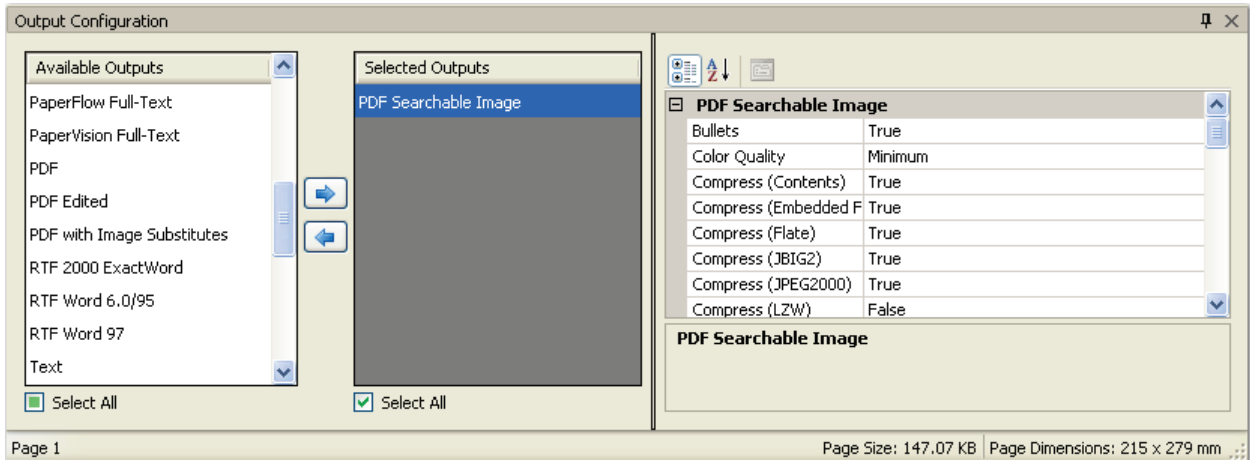 Output Configuration
Available Outputs
PaperFlow Full-Text
PaperVision Full-Text
PDF
PDF Edited
PDF with Image Substitutes
RTF 2000 ExactWord
RTF Word 6.0/95
RTF Word 97
Text
Select All
Selected Outputs
PDF Searchable Image
Select All
PDF Searchable Image
Bullets True
Color Quality Minimum
Compress (Contents) True
Compress (Embedded F True
Compress (Flate) True
Compress (JBIG2) True
Compress (JPEG2000) True
Compress (LZW) False
PDF Searchable Image
Page 1
Page Size: 147.07 KB
Page Dimensions: 215 x 279 mm